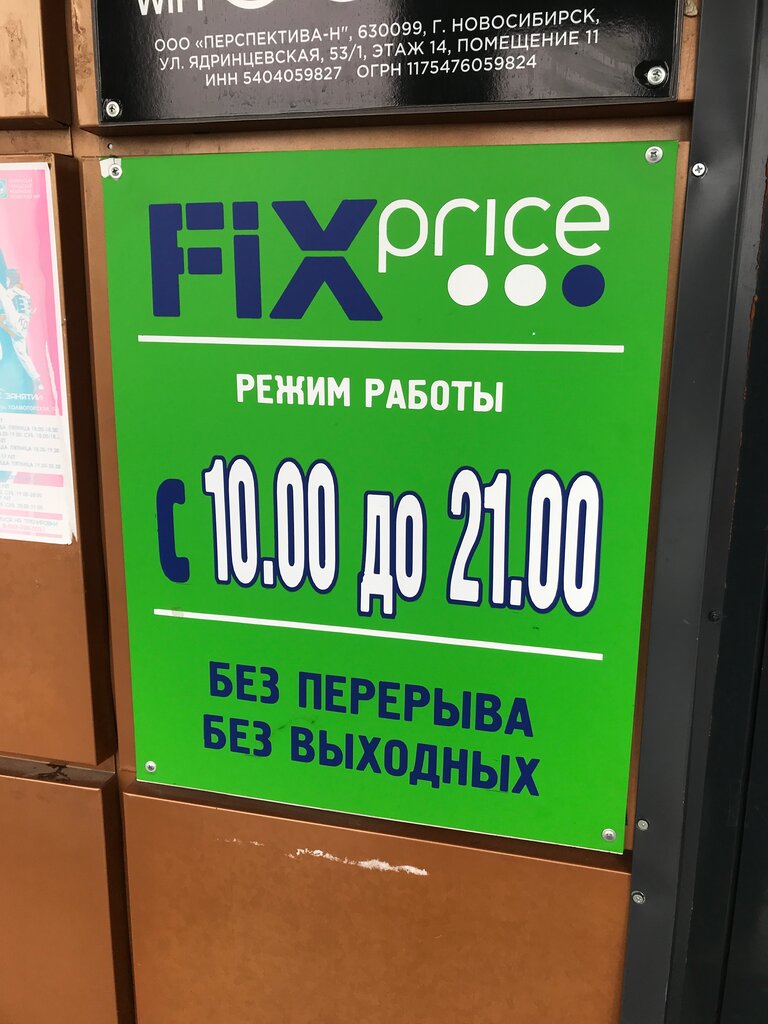 ООО «ПЕРСПЕКТИВА-Н", 630099, Г. НОВОСИБИРСК,
УЛ. ЯДРИНЦЕВСКАЯ, 53/1, ЭТАЖ 14, ПОМЕЩЕНИЕ 11
ИНН 5404059827 ОГРН 1175476059824
FiX price
РЕЖИМ РАБОТЫ
С 10.00 ДО 21.00
БЕЗ ПЕРЕРЫВА
БЕЗ ВЫХОДНЫХ